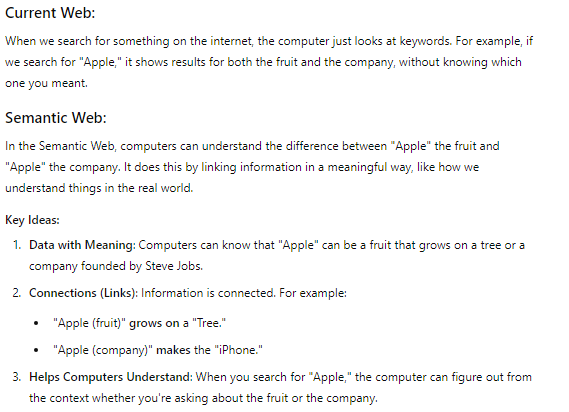 Current Web:
When we search for something on the internet, the computer just looks at keywords. For example, if
we search for "Apple," it shows results for both the fruit and the company, without knowing which
one you meant.
Semantic Web:
In the Semantic Web, computers can understand the difference between "Apple" the fruit and
"Apple" the company. It does this by linking information in a meaningful way, like how we
understand things in the real world.
Key Ideas:
1. Data with Meaning: Computers can know that "Apple" can be a fruit that grows on a tree or a
company founded by Steve Jobs.
2. Connections (Links): Information is connected. For example:
• "Apple (fruit)" grows on a "Tree."
• "Apple (company)" makes the "iPhone."
3. Helps Computers Understand: When you search for "Apple," the computer can figure out from
the context whether you're asking about the fruit or the company.